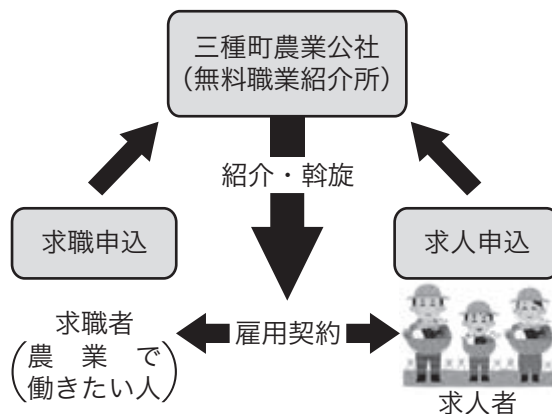 三種町農業公社
（無料職業紹介所）
紹介・斡旋
求職申込
求人申込
求職者
（農業で
働きたい人）
雇用契約
求人者